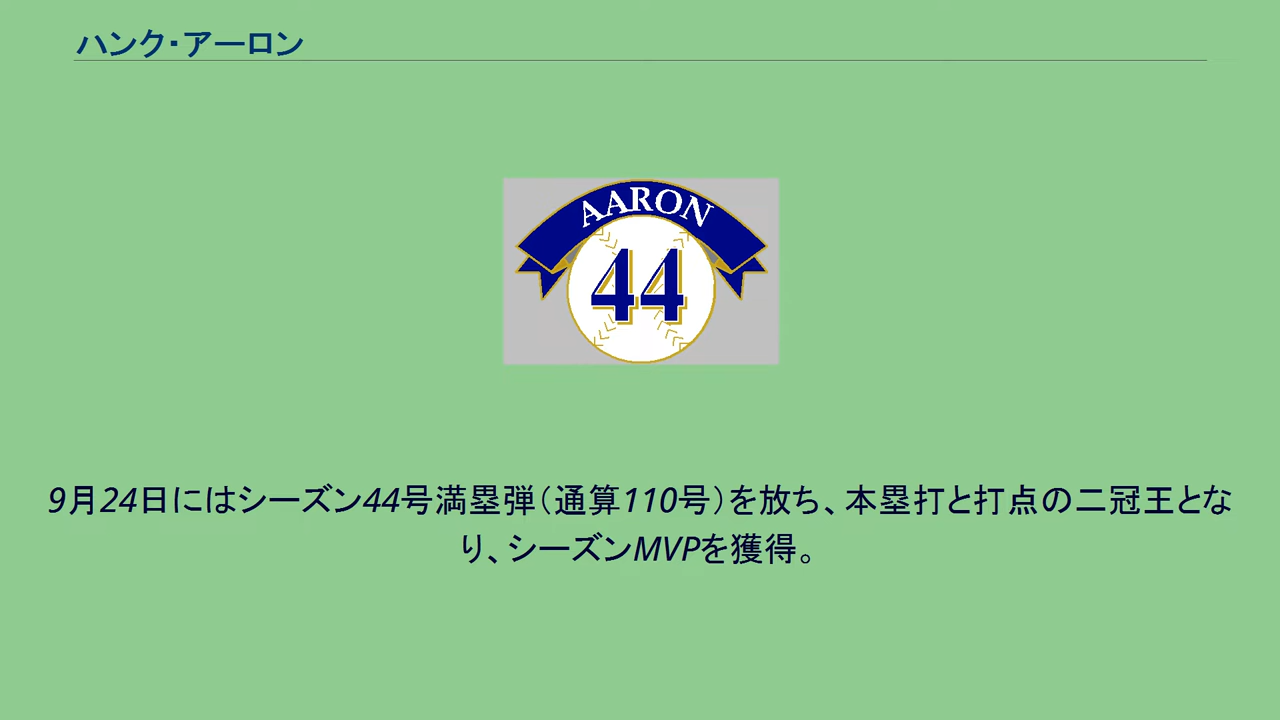 ハンク・アーロン
AARON
44
9月24日にはシーズン44号満塁弾（通算110号）を放ち、本塁打と打点の二冠王とな
り、シーズンMVPを獲得。